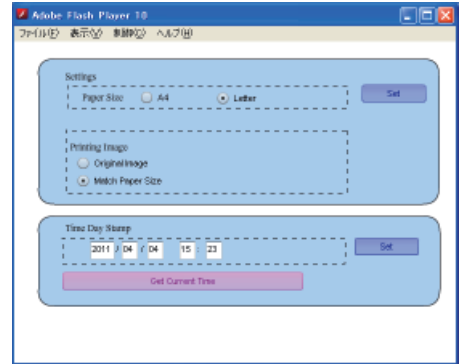 Adobe Flash Player 10
ファイル(F) 表示(V) 制御(C) ヘルプ(H)
Settings
Paper Size A4 Letter
Set
Printing Image
Original Image
Match Paper Size
Time Day Stamp
2011 / 04 / 04 15 : 23
Set
Get Current Time